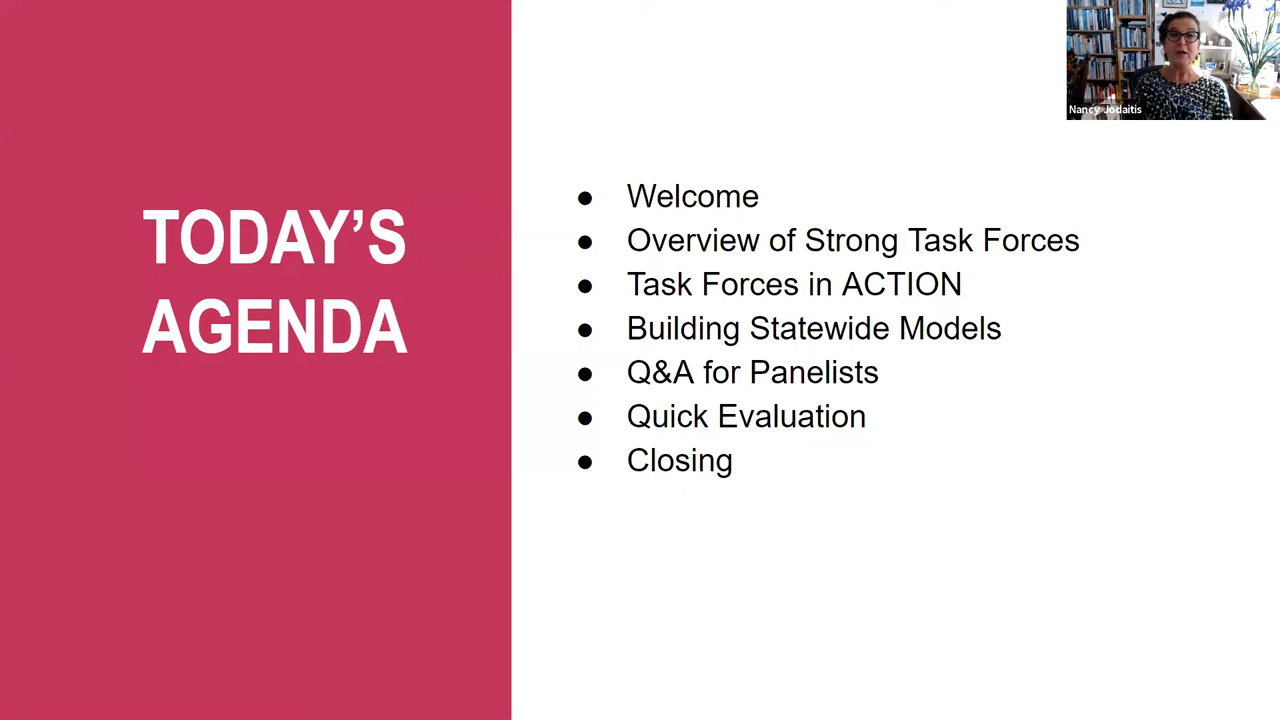 TODAY’S
AGENDA
Nancy Jodaitis
● Welcome
● Overview of Strong Task Forces
● Task Forces in ACTION
● Building Statewide Models
● Q&A for Panelists
● Quick Evaluation
● Closing